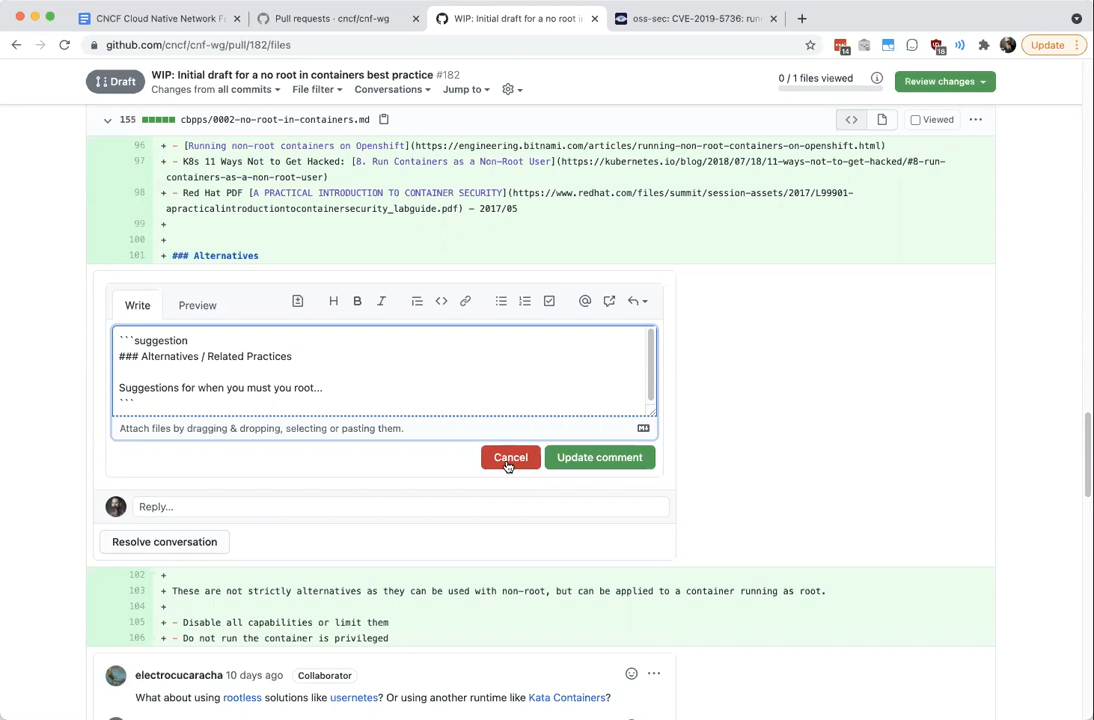 CNCF Cloud Native Network F
Pull requests · cncf/cnf-wg
WIP: Initial draft for a no root in
oss-sec: CVE-2019-5736: run
github.com/cncf/cnf-wg/pull/182/files
14
18
Update
Draft
WIP: Initial draft for a no root in containers best practice #182
Changes from all commits
File filter
Conversations
Jump to
0 / 1 files viewed
Review changes
155
cbpps/0002-no-root-in-containers.md
Viewed
96 + - [Running non-root containers on Openshift](https://engineering.bitnami.com/articles/running-non-root-containers-on-openshift.html)
97 + - K8s 11 Ways Not to Get Hacked: [8. Run Containers as a Non-Root User](https://kubernetes.io/blog/2018/07/18/11-ways-not-to-get-hacked/#8-run-
containers-as-a-non-root-user)
98 + - Red Hat PDF [A PRACTICAL INTRODUCTION TO CONTAINER SECURITY](https://www.redhat.com/files/summit/session-assets/2017/L99901-
apracticalintroductiontocontainersecurity_labguide.pdf) - 2017/05
99 +
100 +
101 + ### Alternatives
Write
Preview
```suggestion
### Alternatives / Related Practices
Suggestions for when you must you root...
```
Attach files by dragging & dropping, selecting or pasting them.
Cancel
Update comment
Reply...
Resolve conversation
102 +
103 + These are not strictly alternatives as they can be used with non-root, but can be applied to a container running as root.
104 +
105 + - Disable all capabilities or limit them
106 + - Do not run the container is privileged
electrocucaracha 10 days ago Collaborator
What about using rootless solutions like usernetes? Or using another runtime like Kata Containers?